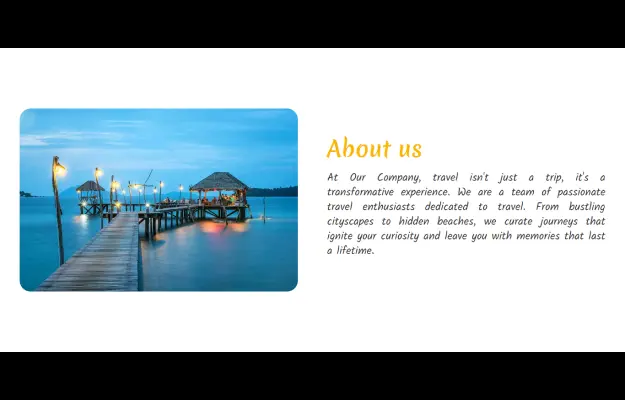 About us
At Our Company, travel isn't just a trip, it's a
transformative experience. We are a team of passionate
travel enthusiasts dedicated to travel. From bustling
cityscapes to hidden beaches, we curate journeys that
ignite your curiosity and leave you with memories that last
a lifetime.